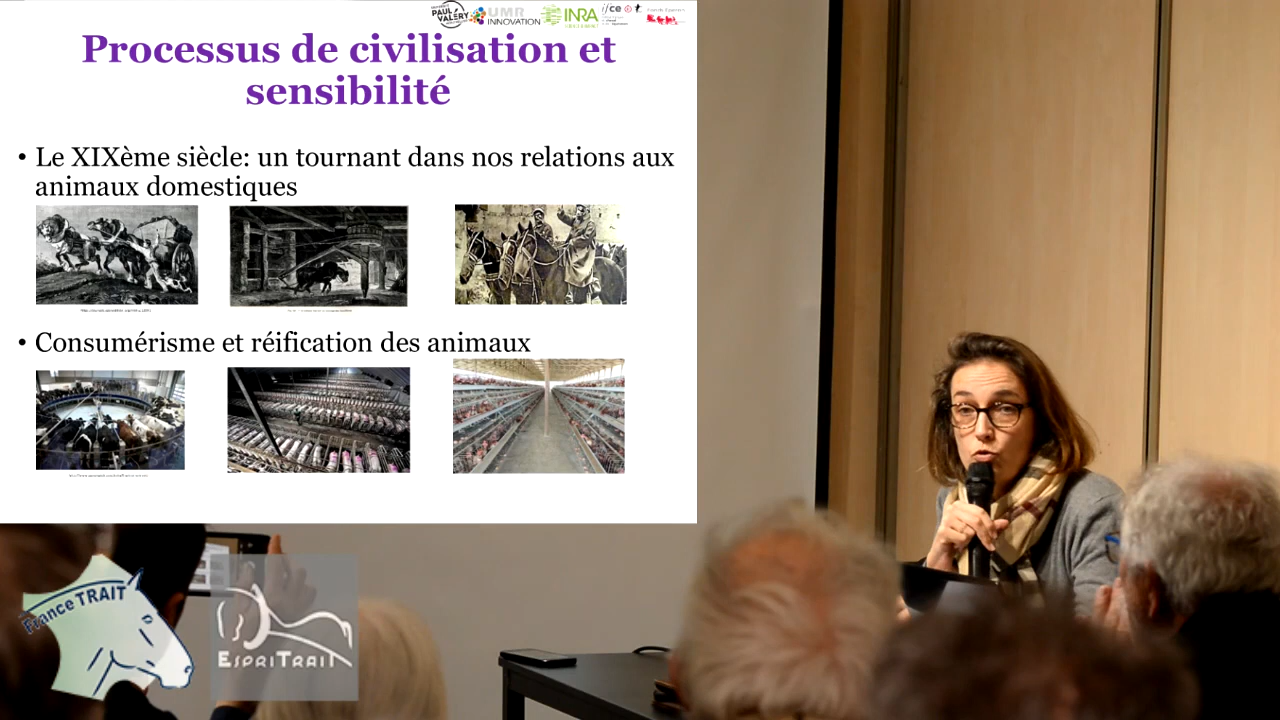 PAUL
VALÉRY
UMR
INNOVATION
INRA
ifce
Processus de civilisation et
sensibilité
• Le XIXème siècle: un tournant dans nos relations aux
animaux domestiques
• Consumérisme et réification des animaux
France TRAIT
ESPRITRAIT